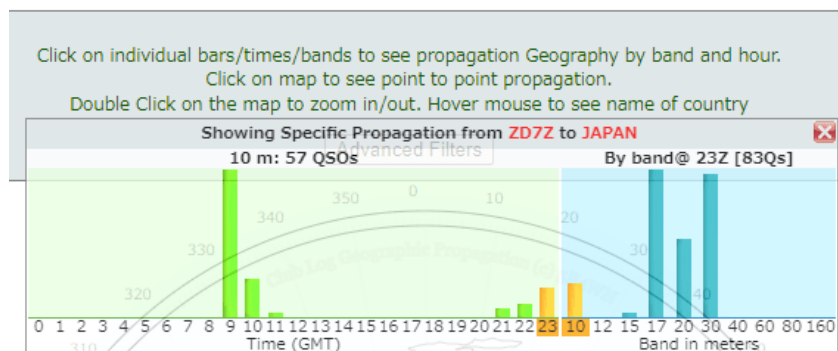 Click on individual bars/times/bands to see propagation Geography by band and hour.
Click on map to see point to point propagation.
Double Click on the map to zoom in/out. Hover mouse to see name of country
Showing Specific Propagation from ZD7Z to JAPAN
Advanced Filters
10 m: 57 QSOs By band@ 23Z [83Qs]
350 0 10
340 20
330 30
320 40
310
Club Log Geographic Propagation (c)
0 1 2 3 4 5 6 7 8 9 10 11 12 13 14 15 16 17 18 19 20 21 22 23 10 12 15 17 20 30 40 60 80 160
Time (GMT) Band in meters